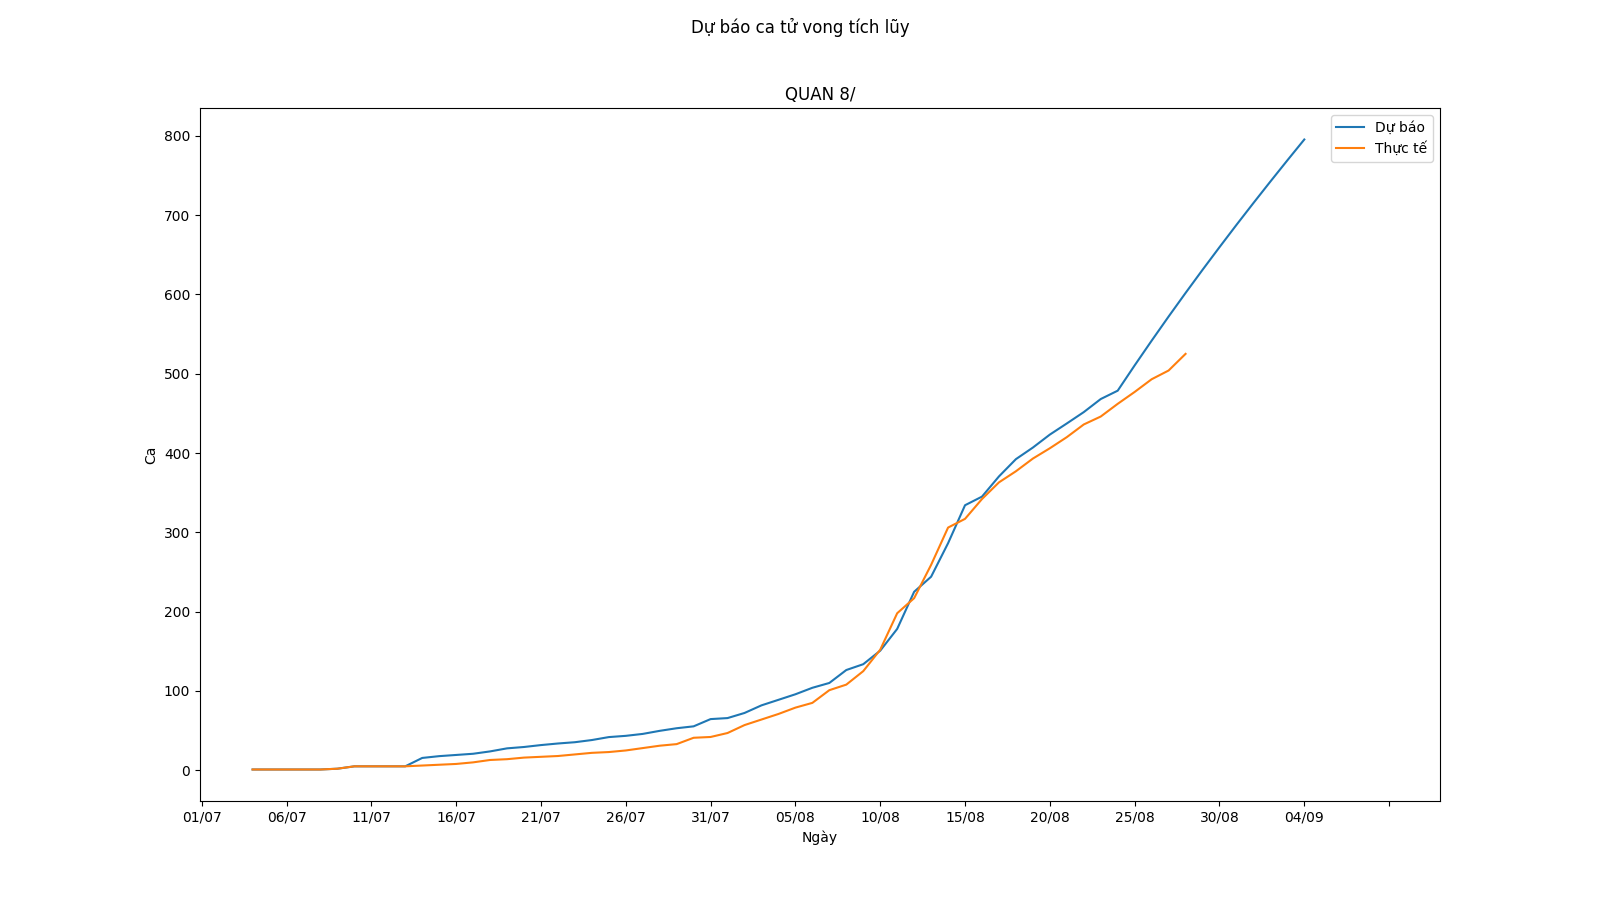 Dự báo ca tử vong tích lũy
QUAN 8/
Dự báo
Thực tế
800
700
600
500
400
300
200
100
0
Ca
01/07 06/07 11/07 16/07 21/07 26/07 31/07 05/08 10/08 15/08 20/08 25/08 30/08 04/09
Ngày